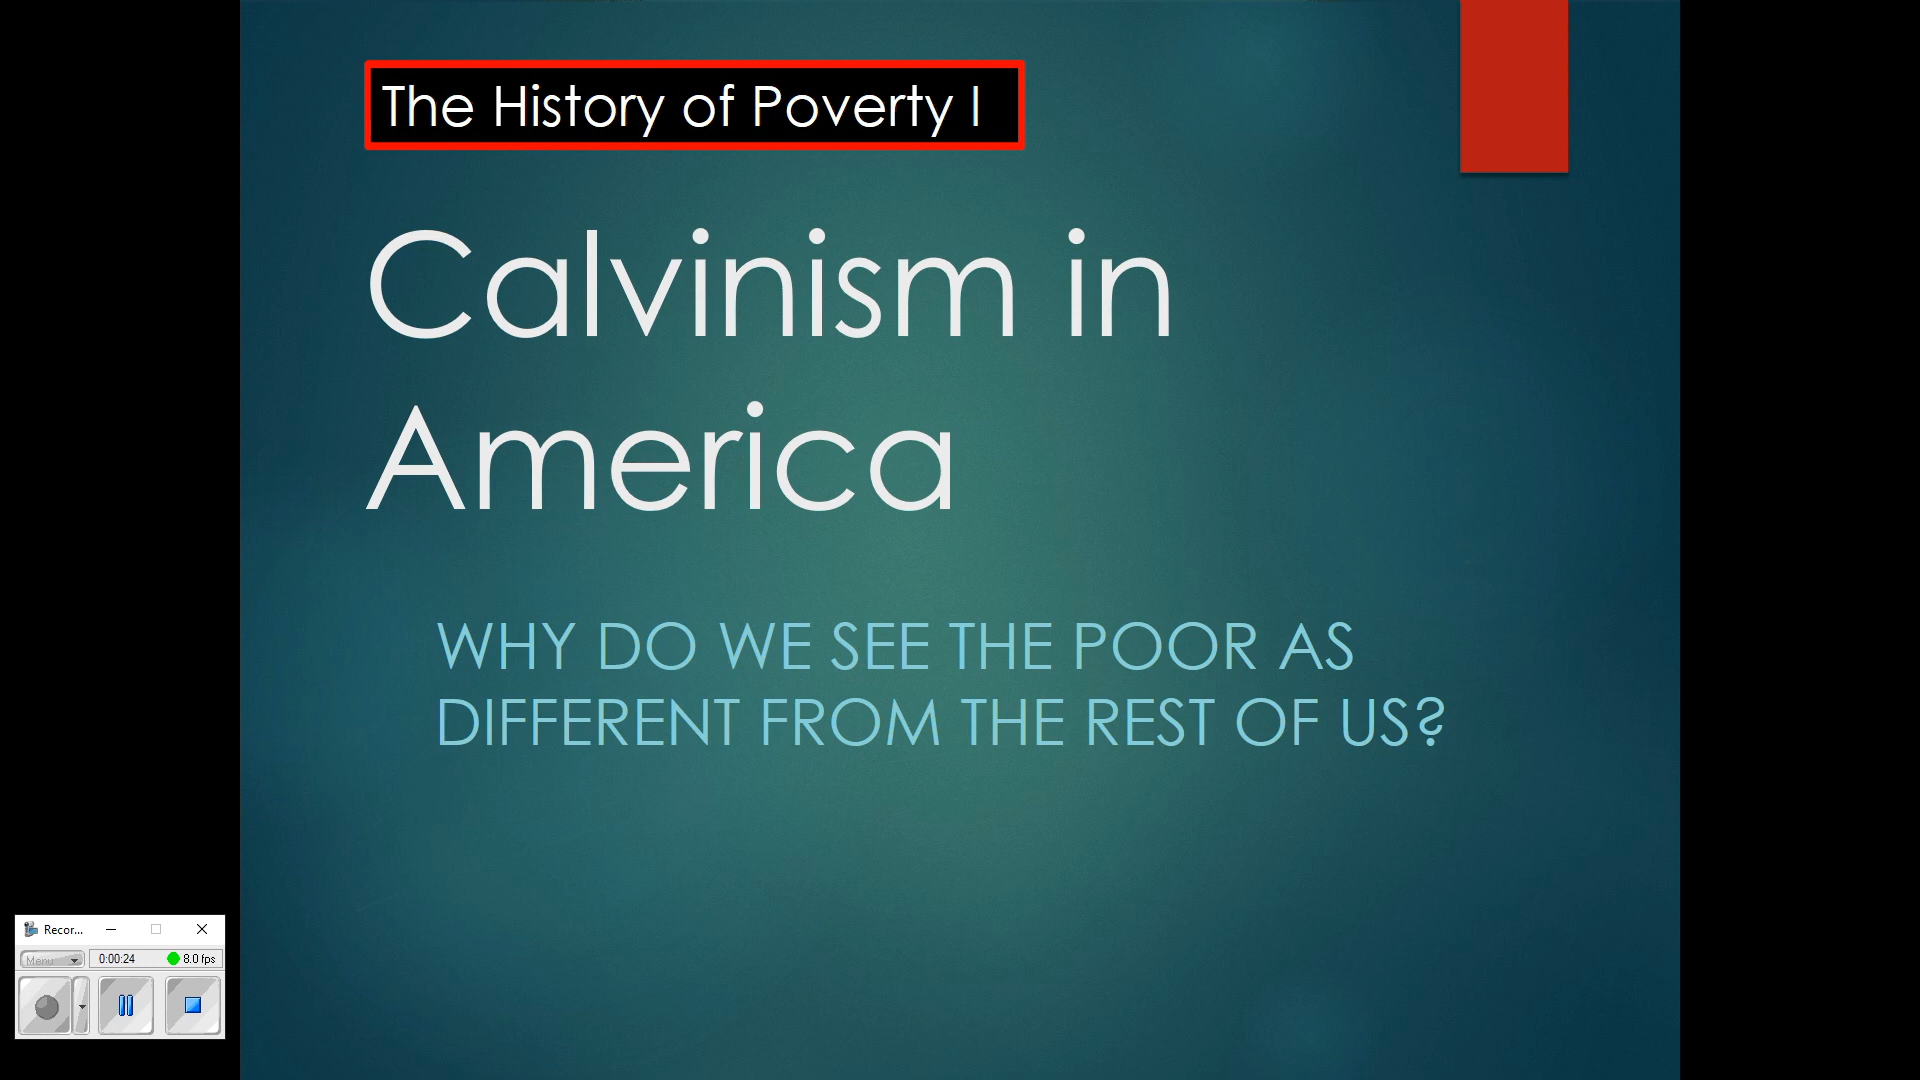 The History of Poverty I
Calvinism in
America
WHY DO WE SEE THE POOR AS
DIFFERENT FROM THE REST OF US?
Recor...
Menu 0:00:24 8.0 fps